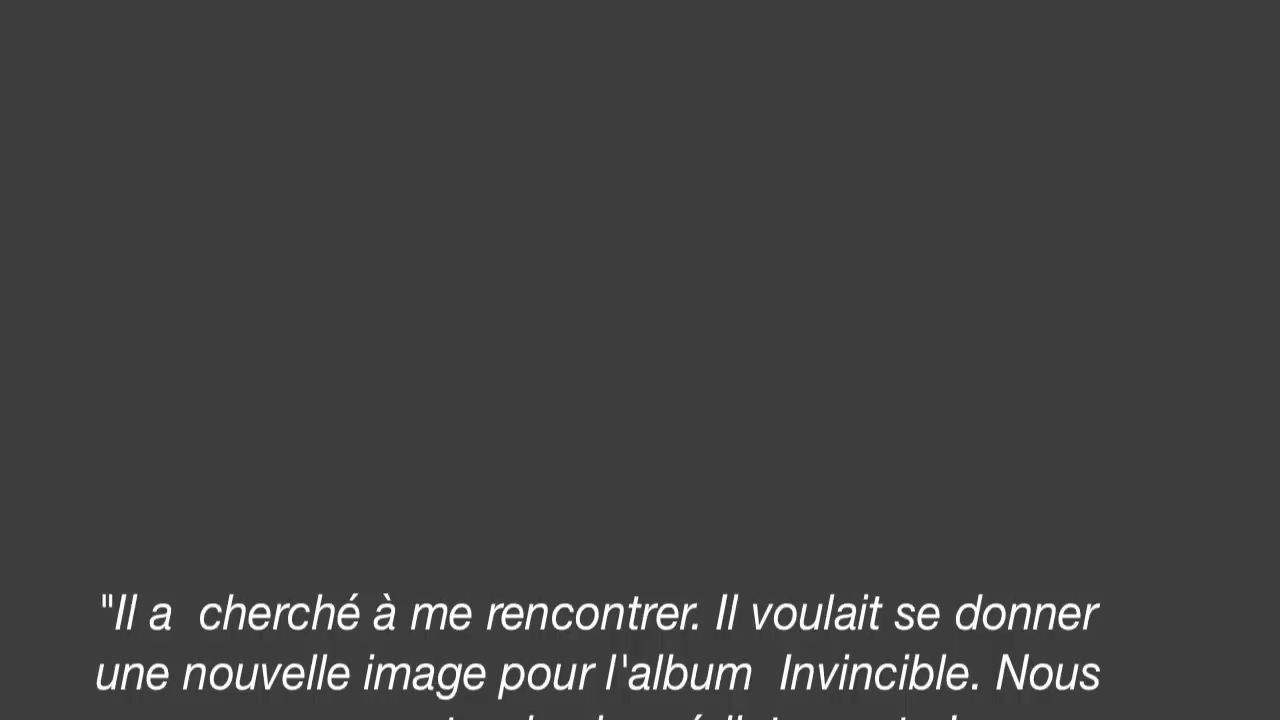 "Il a  cherché à me rencontrer. Il voulait se donner
une nouvelle image pour l'album  Invincible. Nous